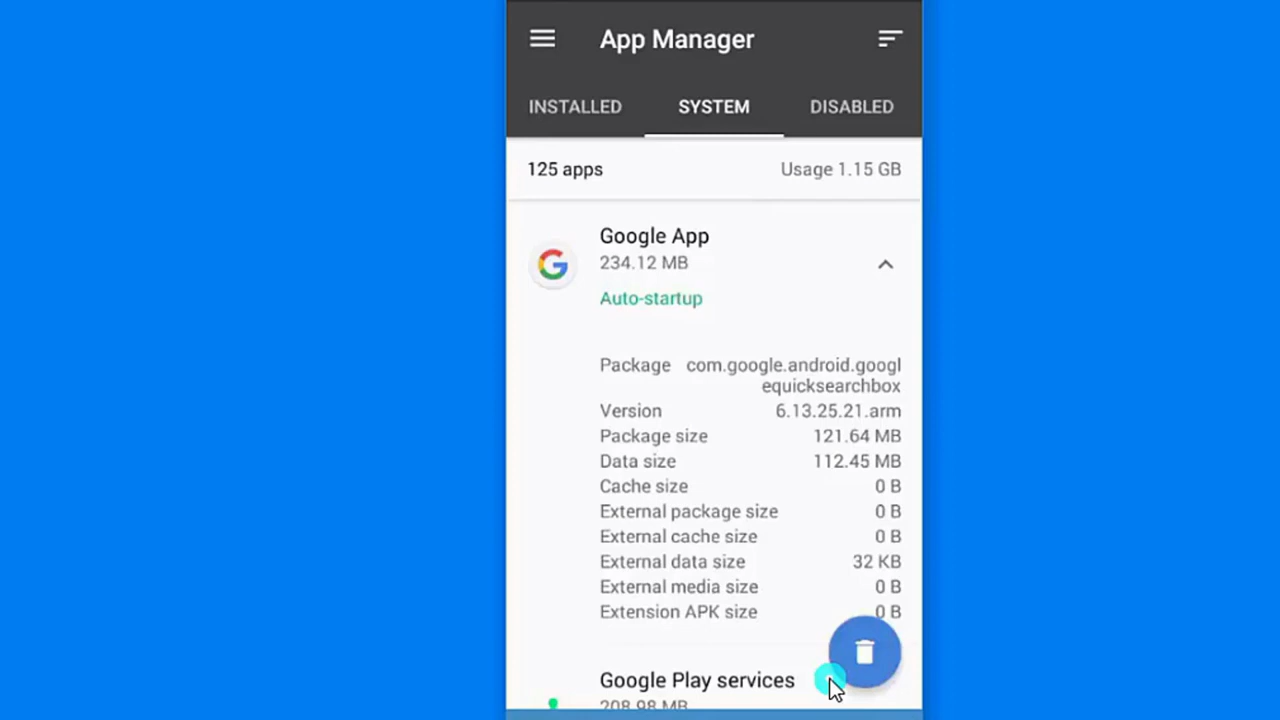 App Manager
INSTALLED SYSTEM DISABLED
125 apps Usage 1.15 GB
Google App
234.12 MB
Auto-startup
Package com.google.android.googl
equicksearchbox
Version 6.13.25.21.arm
Package size 121.64 MB
Data size 112.45 MB
Cache size 0 B
External package size 0 B
External cache size 0 B
External data size 32 KB
External media size 0 B
Extension APK size 0 B
Google Play services
208.98 MB